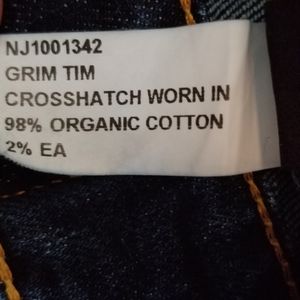 NJ1001342
GRIM TIM
CROSSHATCH WORN IN
98% ORGANIC COTTON
2% EA